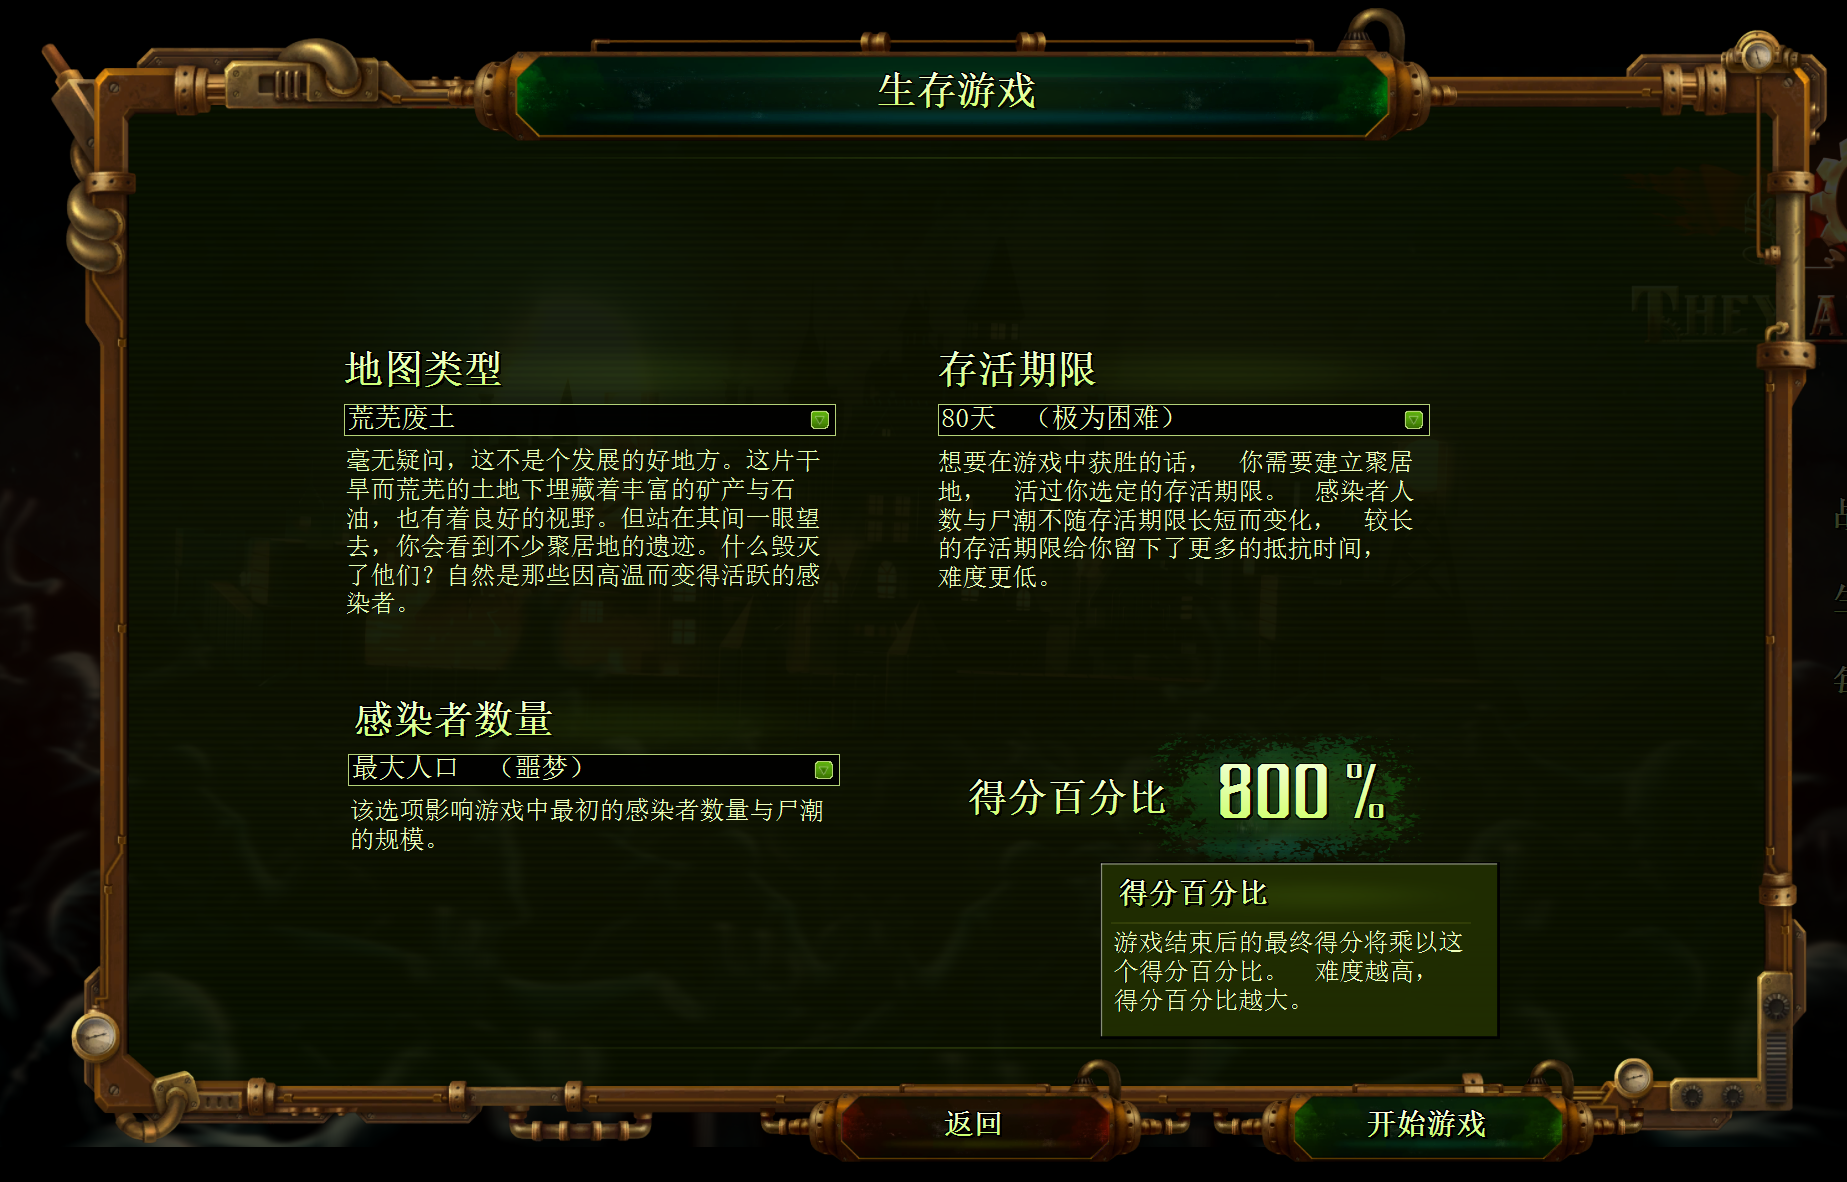 生存游戏
THEY A
地图类型
荒芜废土
毫无疑问，这不是个发展的好地方。这片干
旱而荒芜的土地下埋藏着丰富的矿产与石
油，也有着良好的视野。但站在其间一眼望
去，你会看到不少聚居地的遗迹。什么毁灭
了他们？自然是那些因高温而变得活跃的感
染者。
存活期限
80天 （极为困难）
想要在游戏中获胜的话， 你需要建立聚居
地， 活过你选定的存活期限。 感染者人
数与尸潮不随存活期限长短而变化， 较长
的存活期限给你留下了更多的抵抗时间，
难度更低。
感染者数量
最大人口 （噩梦）
该选项影响游戏中最初的感染者数量与尸潮
的规模。
得分百分比 800 %
得分百分比
游戏结束后的最终得分将乘以这
个得分百分比。 难度越高，
得分百分比越大。
返回
开始游戏